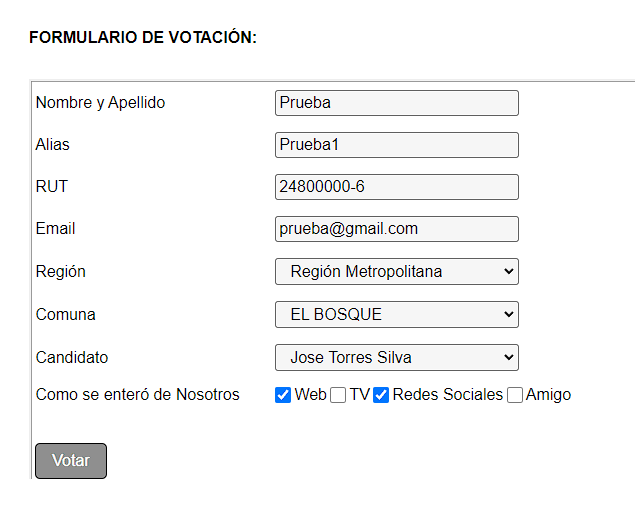 FORMULARIO DE VOTACIÓN:
Nombre y Apellido Prueba
Alias Prueba1
RUT 24800000-6
Email prueba@gmail.com
Región Región Metropolitana
Comuna EL BOSQUE
Candidato Jose Torres Silva
Como se enteró de Nosotros Web TV Redes Sociales Amigo
Votar